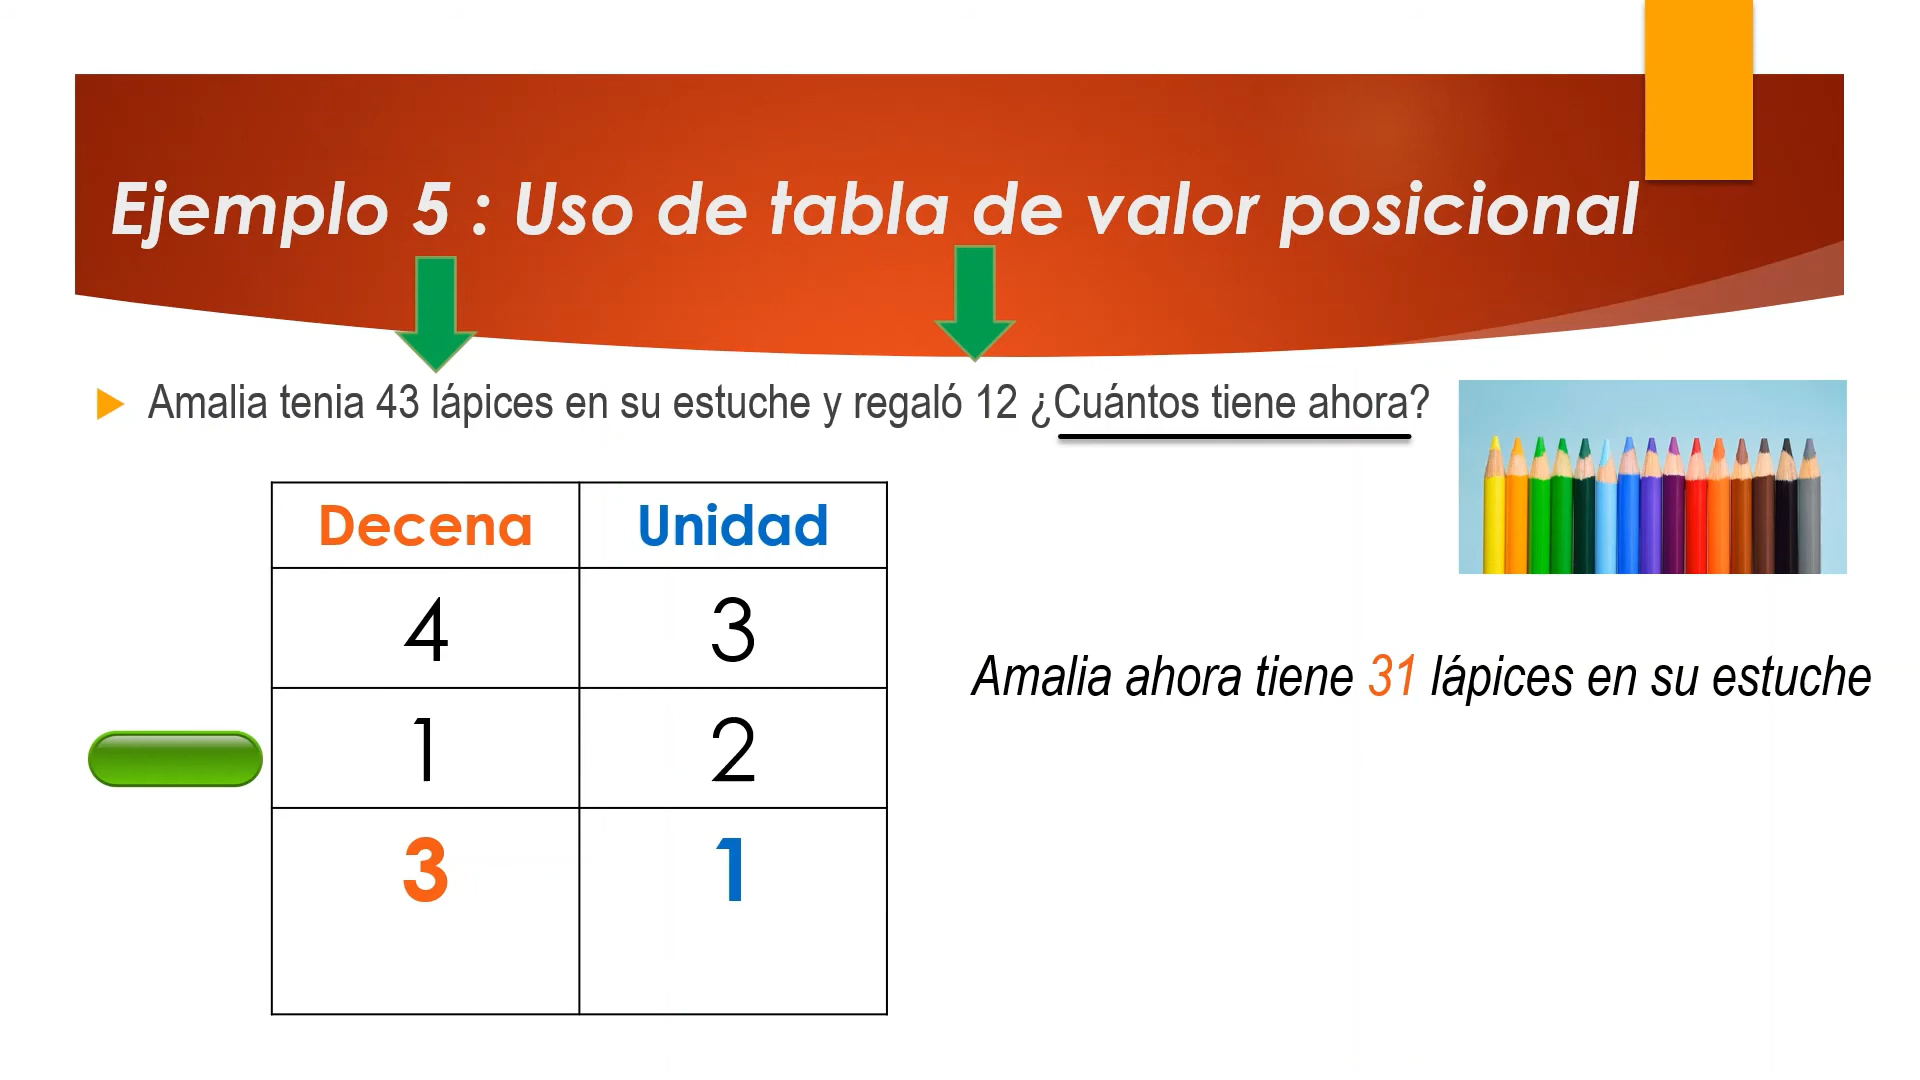 Ejemplo 5 : Uso de tabla de valor posicional
Amalia tenia 43 lápices en su estuche y regaló 12 ¿Cuántos tiene ahora?
Decena Unidad
4 3
1 2
3 1
Amalia ahora tiene 31 lápices en su estuche